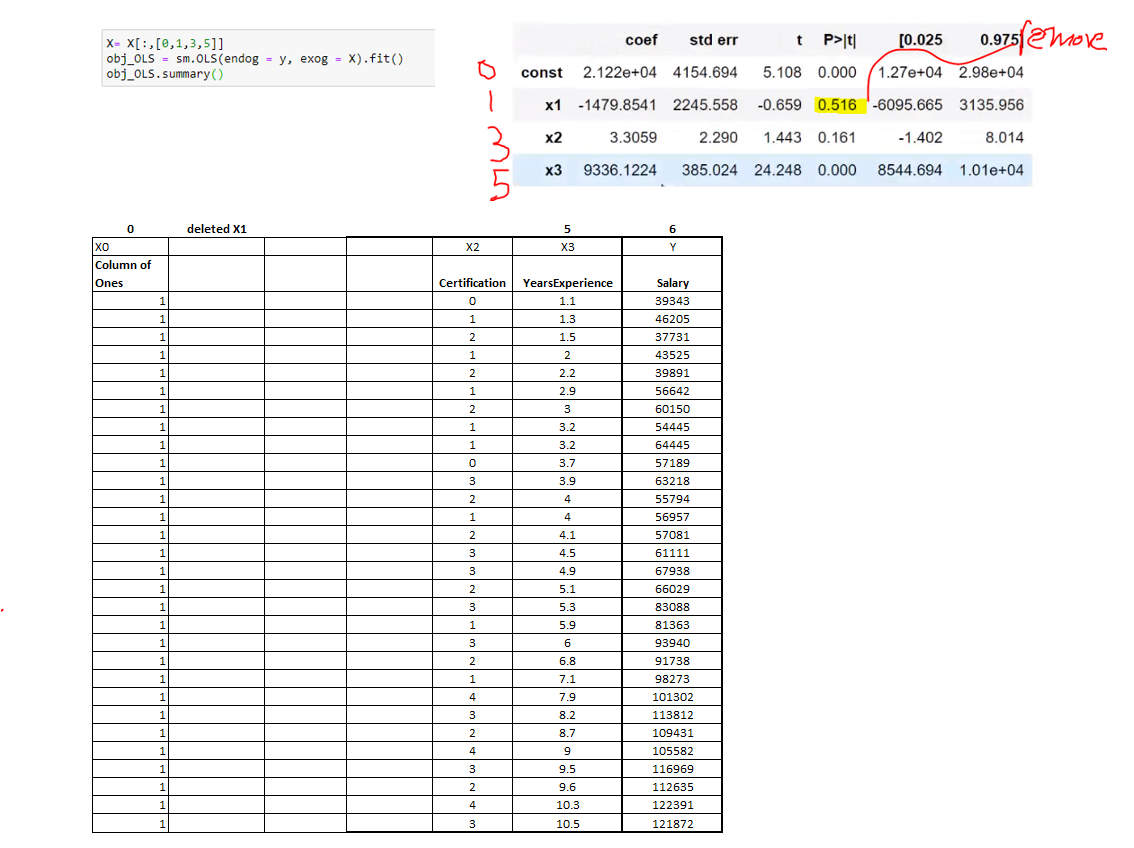 X= X[:,[0,1,3,5]]
obj_OLS = sm.OLS(endog = y, exog = X).fit()
obj_OLS.summary()
coef std err t P>|t| [0.025 0.975]
Remove
0 const 2.122e+04 4154.694 5.108 0.000 1.27e+04 2.98e+04
1 x1 -1479.8541 2245.558 -0.659 0.516 -6095.665 3135.956
3 x2 3.3059 2.290 1.443 0.161 -1.402 8.014
5 x3 9336.1224 385.024 24.248 0.000 8544.694 1.01e+04
0 deleted X1 5 6
X0 X2 X3 Y
Column of
Ones Certification YearsExperience Salary
1 0 1.1 39343
1 1 1.3 46205
1 2 1.5 37731
1 1 2 43525
1 2 2.2 39891
1 1 2.9 56642
1 2 3 60150
1 1 3.2 54445
1 1 3.2 64445
1 0 3.7 57189
1 3 3.9 63218
1 2 4 55794
1 1 4 56957
1 2 4.1 57081
1 3 4.5 61111
1 3 4.9 67938
1 2 5.1 66029
1 3 5.3 83088
1 1 5.9 81363
1 3 6 93940
1 2 6.8 91738
1 1 7.1 98273
1 4 7.9 101302
1 3 8.2 113812
1 2 8.7 109431
1 4 9 105582
1 3 9.5 116969
1 2 9.6 112635
1 4 10.3 122391
1 3 10.5 121872